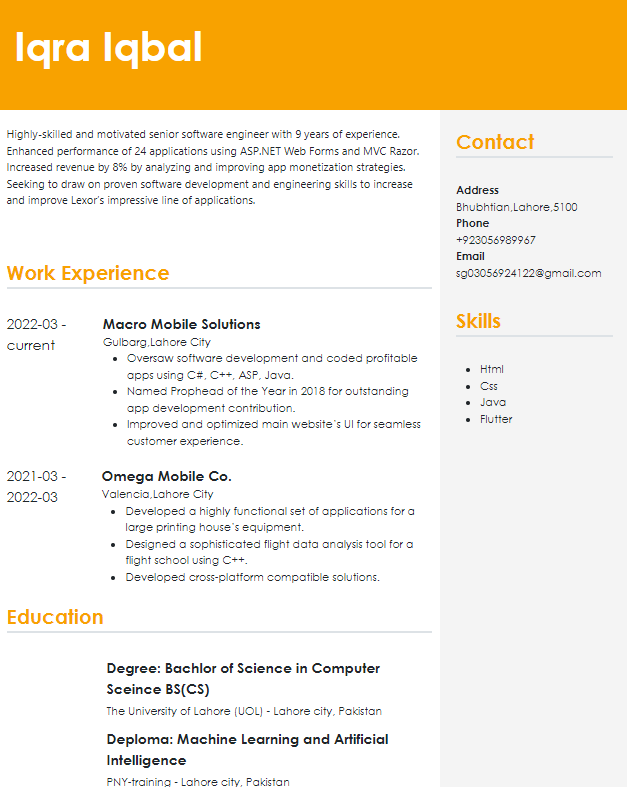 Iqra Iqbal
Highly-skilled and motivated senior software engineer with 9 years of experience.
Enhanced performance of 24 applications using ASP.NET Web Forms and MVC Razor.
Increased revenue by 8% by analyzing and improving app monetization strategies.
Seeking to draw on proven software development and engineering skills to increase
and improve Lexor's impressive line of applications.
Work Experience
2022-03 -
current
Macro Mobile Solutions
Gulbarg,Lahore City
• Oversaw software development and coded profitable
apps using C#, C++, ASP, Java.
• Named Prophead of the Year in 2018 for outstanding
app development contribution.
• Improved and optimized main website`s UI for seamless
customer experience.
2021-03 -
2022-03
Omega Mobile Co.
Valencia,Lahore City
• Developed a highly functional set of applications for a
large printing house`s equipment.
• Designed a sophisticated flight data analysis tool for a
flight school using C++.
• Developed cross-platform compatible solutions.
Education
Degree: Bachlor of Science in Computer
Sceince BS(CS)
The University of Lahore (UOL) - Lahore city, Pakistan
Deploma: Machine Learning and Artificial
Intelligence
PNY-training - Lahore city, Pakistan
Contact
Address
Bhubhtian,Lahore,5100
Phone
+923056989967
Email
sg03056924122@gmail.com
Skills
• Html
• Css
• Java
• Flutter